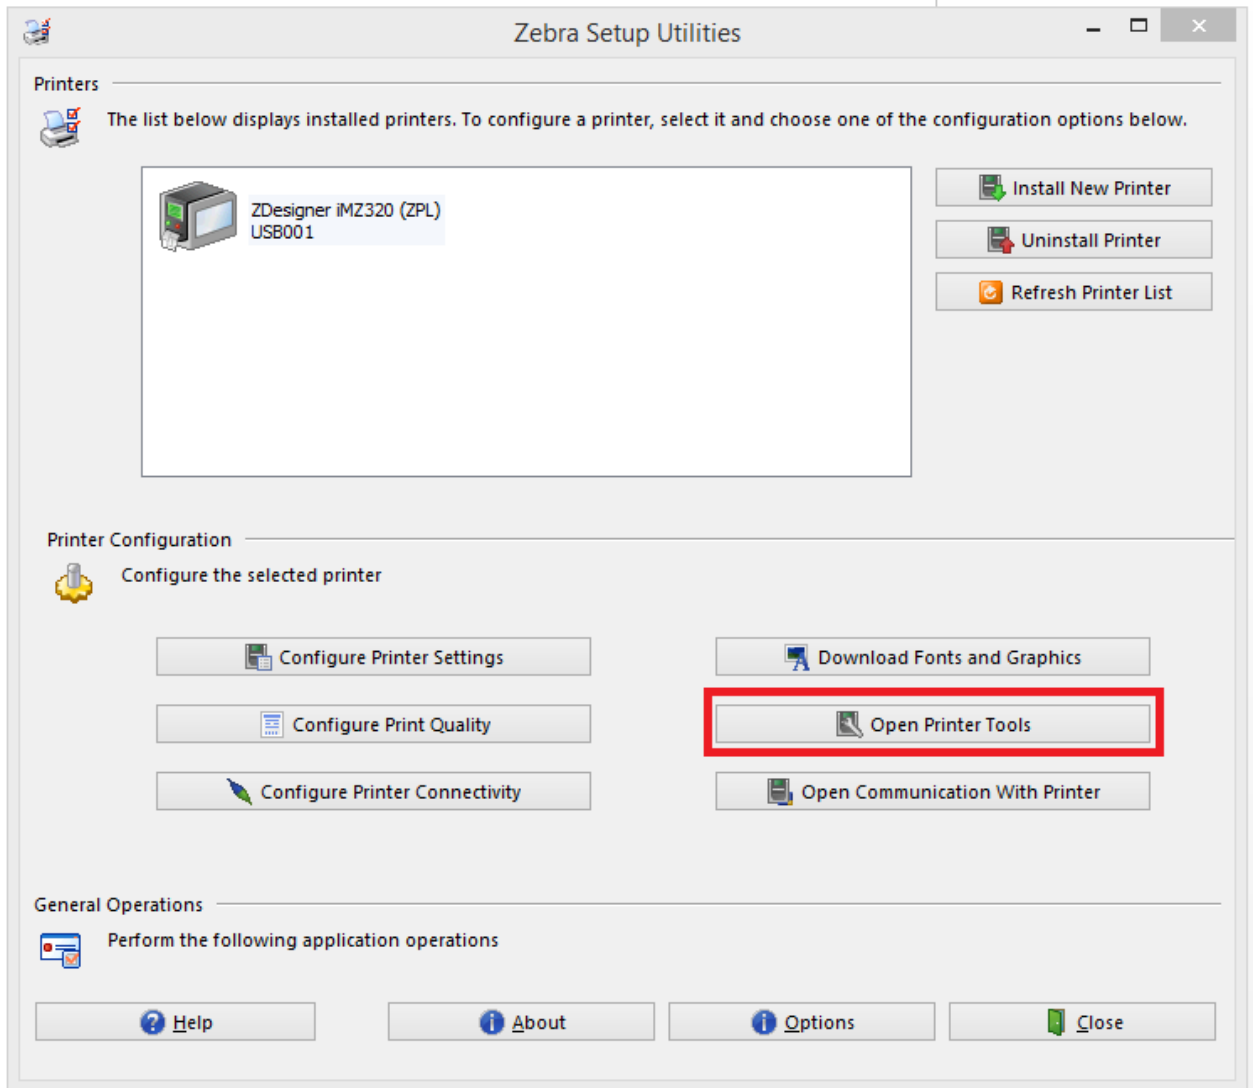 Zebra Setup Utilities
Printers
The list below displays installed printers. To configure a printer, select it and choose one of the configuration options below.
ZDesigner iMZ320 (ZPL)
USB001
Install New Printer
Uninstall Printer
Refresh Printer List
Printer Configuration
Configure the selected printer
Configure Printer Settings
Download Fonts and Graphics
Configure Print Quality
Open Printer Tools
Configure Printer Connectivity
Open Communication With Printer
General Operations
Perform the following application operations
Help
About
Options
Close